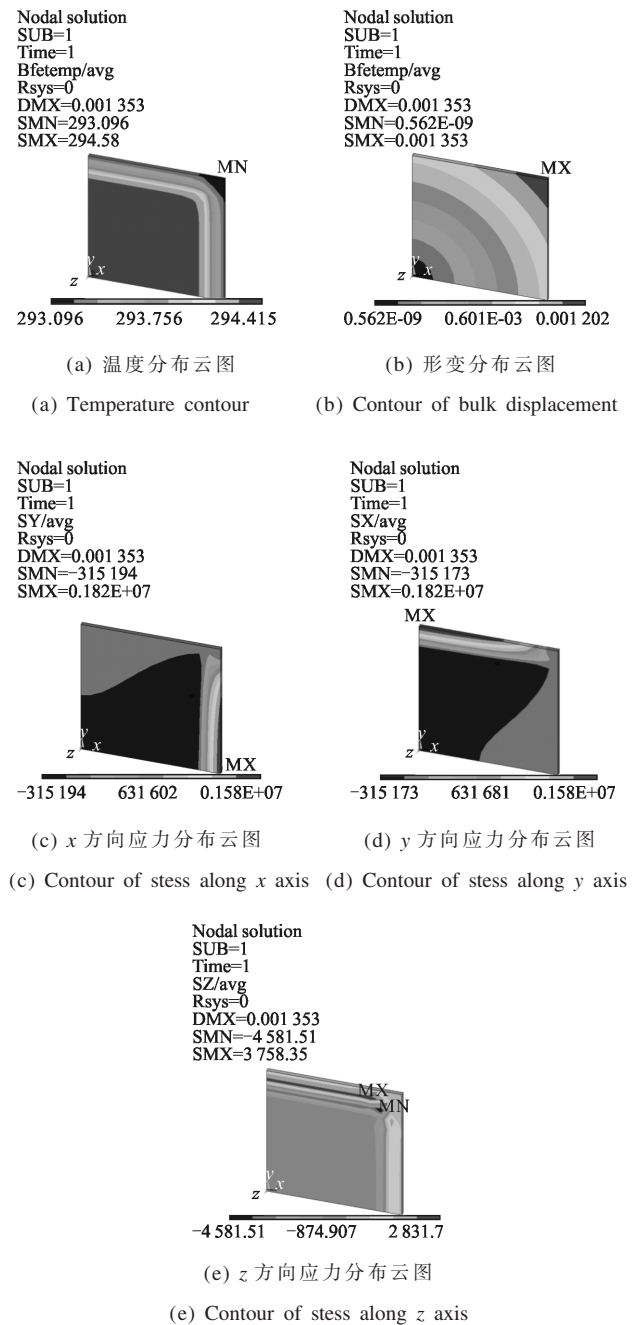 Nodal solution
SUB=1
Time=1
Bfetemp/avg
Rsys=0
DMX=0.001 353
SMN=293.096
SMX=294.58
MN
y
x
z
293.096 293.756 294.415
(a) 温度分布云图
(a) Temperature contour
Nodal solution
SUB=1
Time=1
Bfetemp/avg
Rsys=0
DMX=0.001 353
SMN=0.562E-09
SMX=0.001 353
MX
y
x
z
0.562E-09 0.601E-03 0.001 202
(b) 形变分布云图
(b) Contour of bulk displacement
Nodal solution
SUB=1
Time=1
SY/avg
Rsys=0
DMX=0.001 353
SMN=−315 194
SMX=0.182E+07
y
z x
MX
−315 194 631 602 0.158E+07
(c) x 方向应力分布云图
(c) Contour of stess along x axis
Nodal solution
SUB=1
Time=1
SX/avg
Rsys=0
DMX=0.001 353
SMN=−315 173
SMX=0.182E+07
MX
y
z x
−315 173 631 681 0.158E+07
(d) y 方向应力分布云图
(d) Contour of stess along y axis
Nodal solution
SUB=1
Time=1
SZ/avg
Rsys=0
DMX=0.001 353
SMN=−4 581.51
SMX=3 758.35
MX
MN
y
x
z
−4 581.51 −874.907 2 831.7
(e) z 方向应力分布云图
(e) Contour of stess along z axis